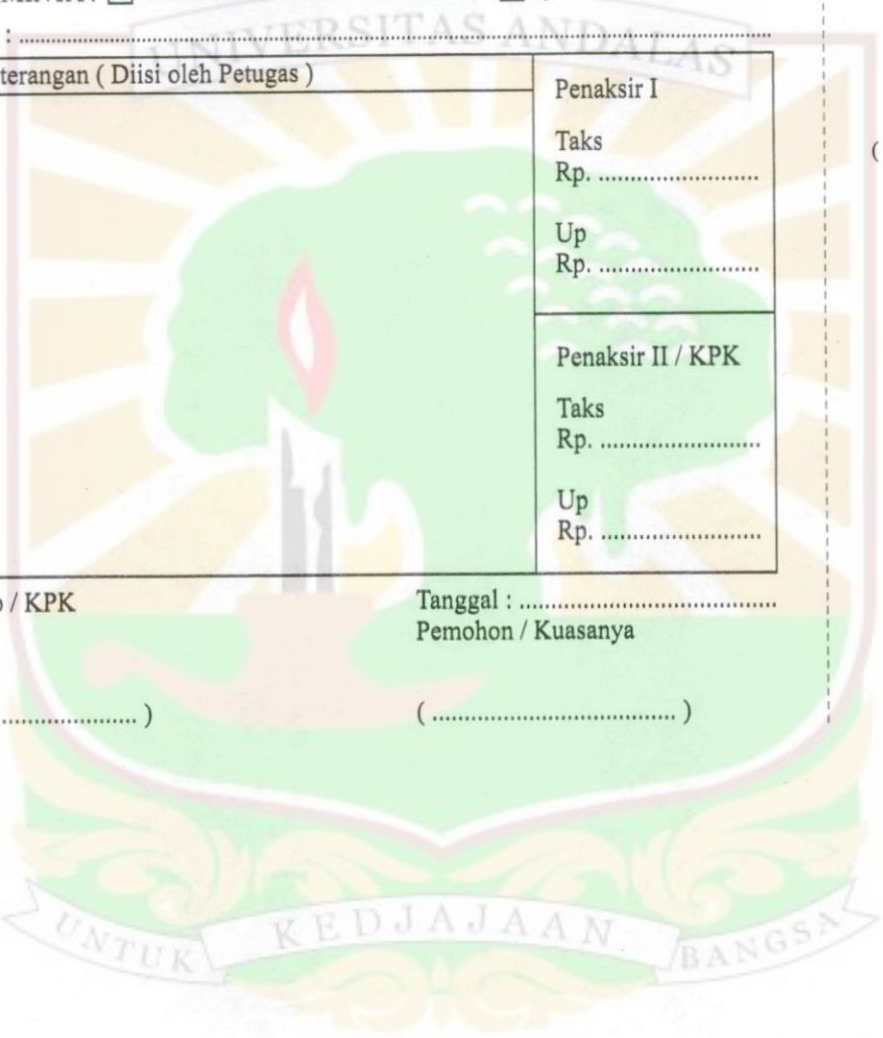 : ....................
UNIVERSITAS ANDALAS
terangan ( Diisi oleh Petugas )
Penaksir I
Taks
Rp. ..........................
Up
Rp. ..........................
Penaksir II / KPK
Taks
Rp. ..........................
Up
Rp. ..........................
/ KPK
Tanggal : ..........................................
Pemohon / Kuasanya
...................... )
( ....................................... )
(
UNTUK KEDJAJAAN BANGSA